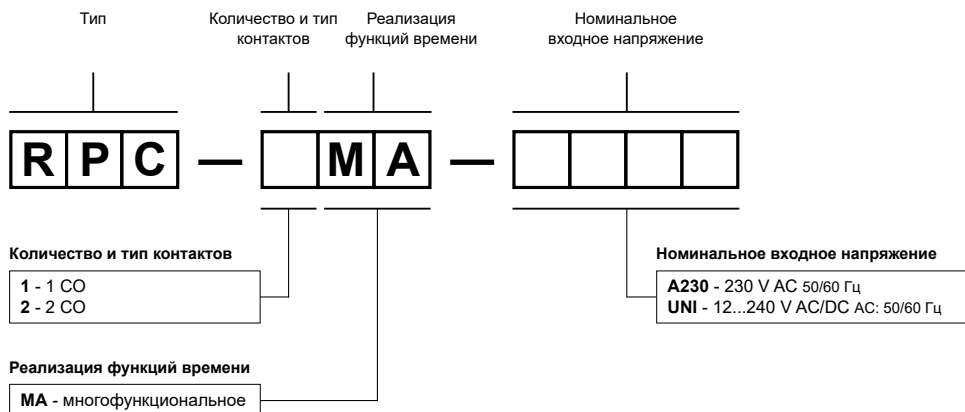 Тип
Количество и тип
контактов
Реализация
функций времени
Номинальное
входное напряжение
R P C — M A —
Количество и тип контактов
1 - 1 CO
2 - 2 CO
Номинальное входное напряжение
A230 - 230 V AC 50/60 Гц
UNI - 12...240 V AC/DC AC: 50/60 Гц
Реализация функций времени
MA - многофункциональное